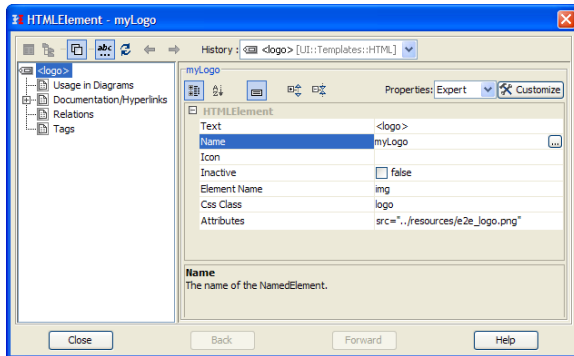 HTMLElement - myLogo
History : <logo> [UI::Templates::HTML]
<logo>
Usage in Diagrams
Documentation/Hyperlinks
Relations
Tags
myLogo
Properties: Expert Customize
HTMLElement
Text <logo>
Name myLogo ...
Icon
Inactive false
Element Name img
Css Class logo
Attributes src="../resources/e2e_logo.png"
Name
The name of the NamedElement.
Close Back Forward Help